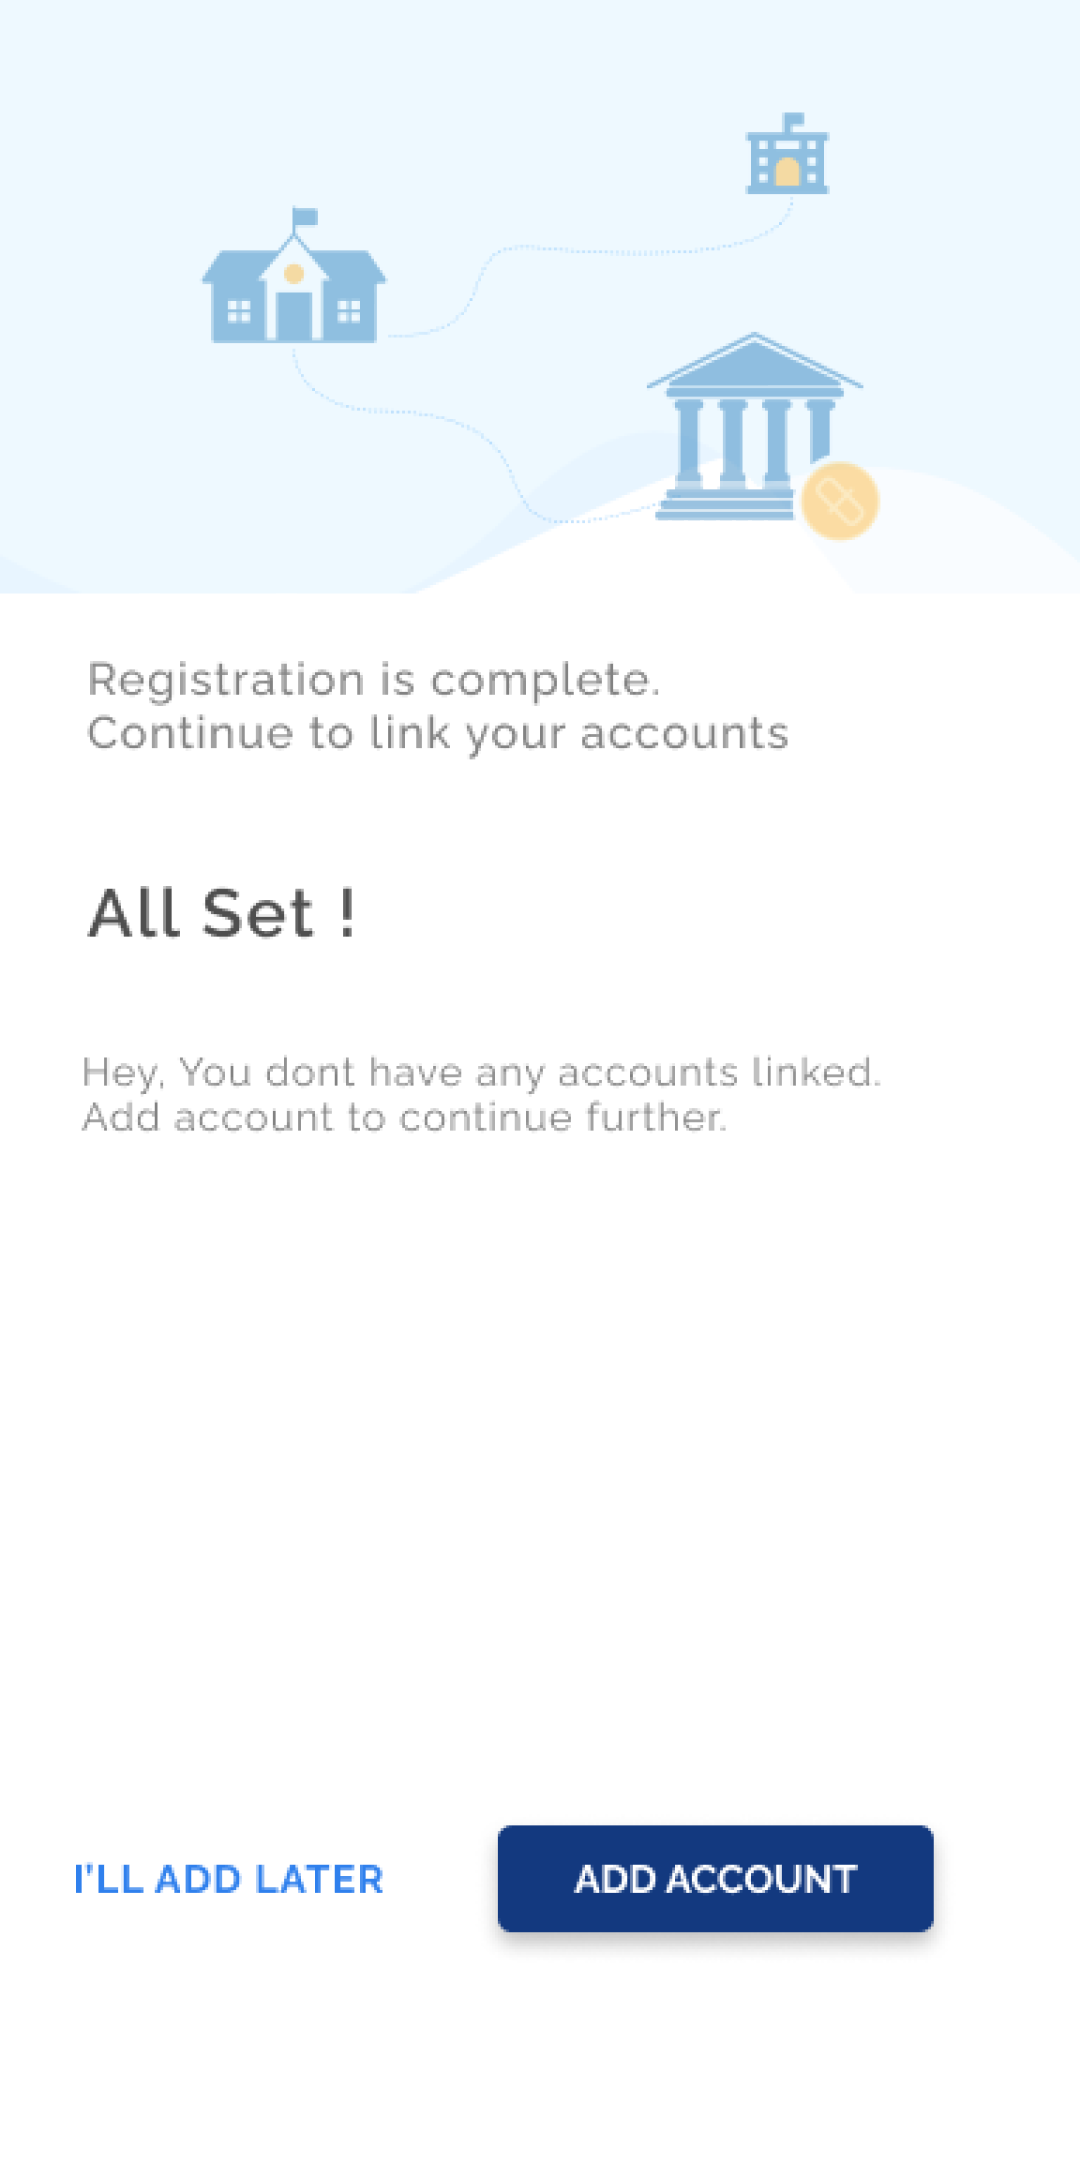 Registration is complete.
Continue to link your accounts
All Set !
Hey, You dont have any accounts linked.
Add account to continue further.
I'LL ADD LATER
ADD ACCOUNT